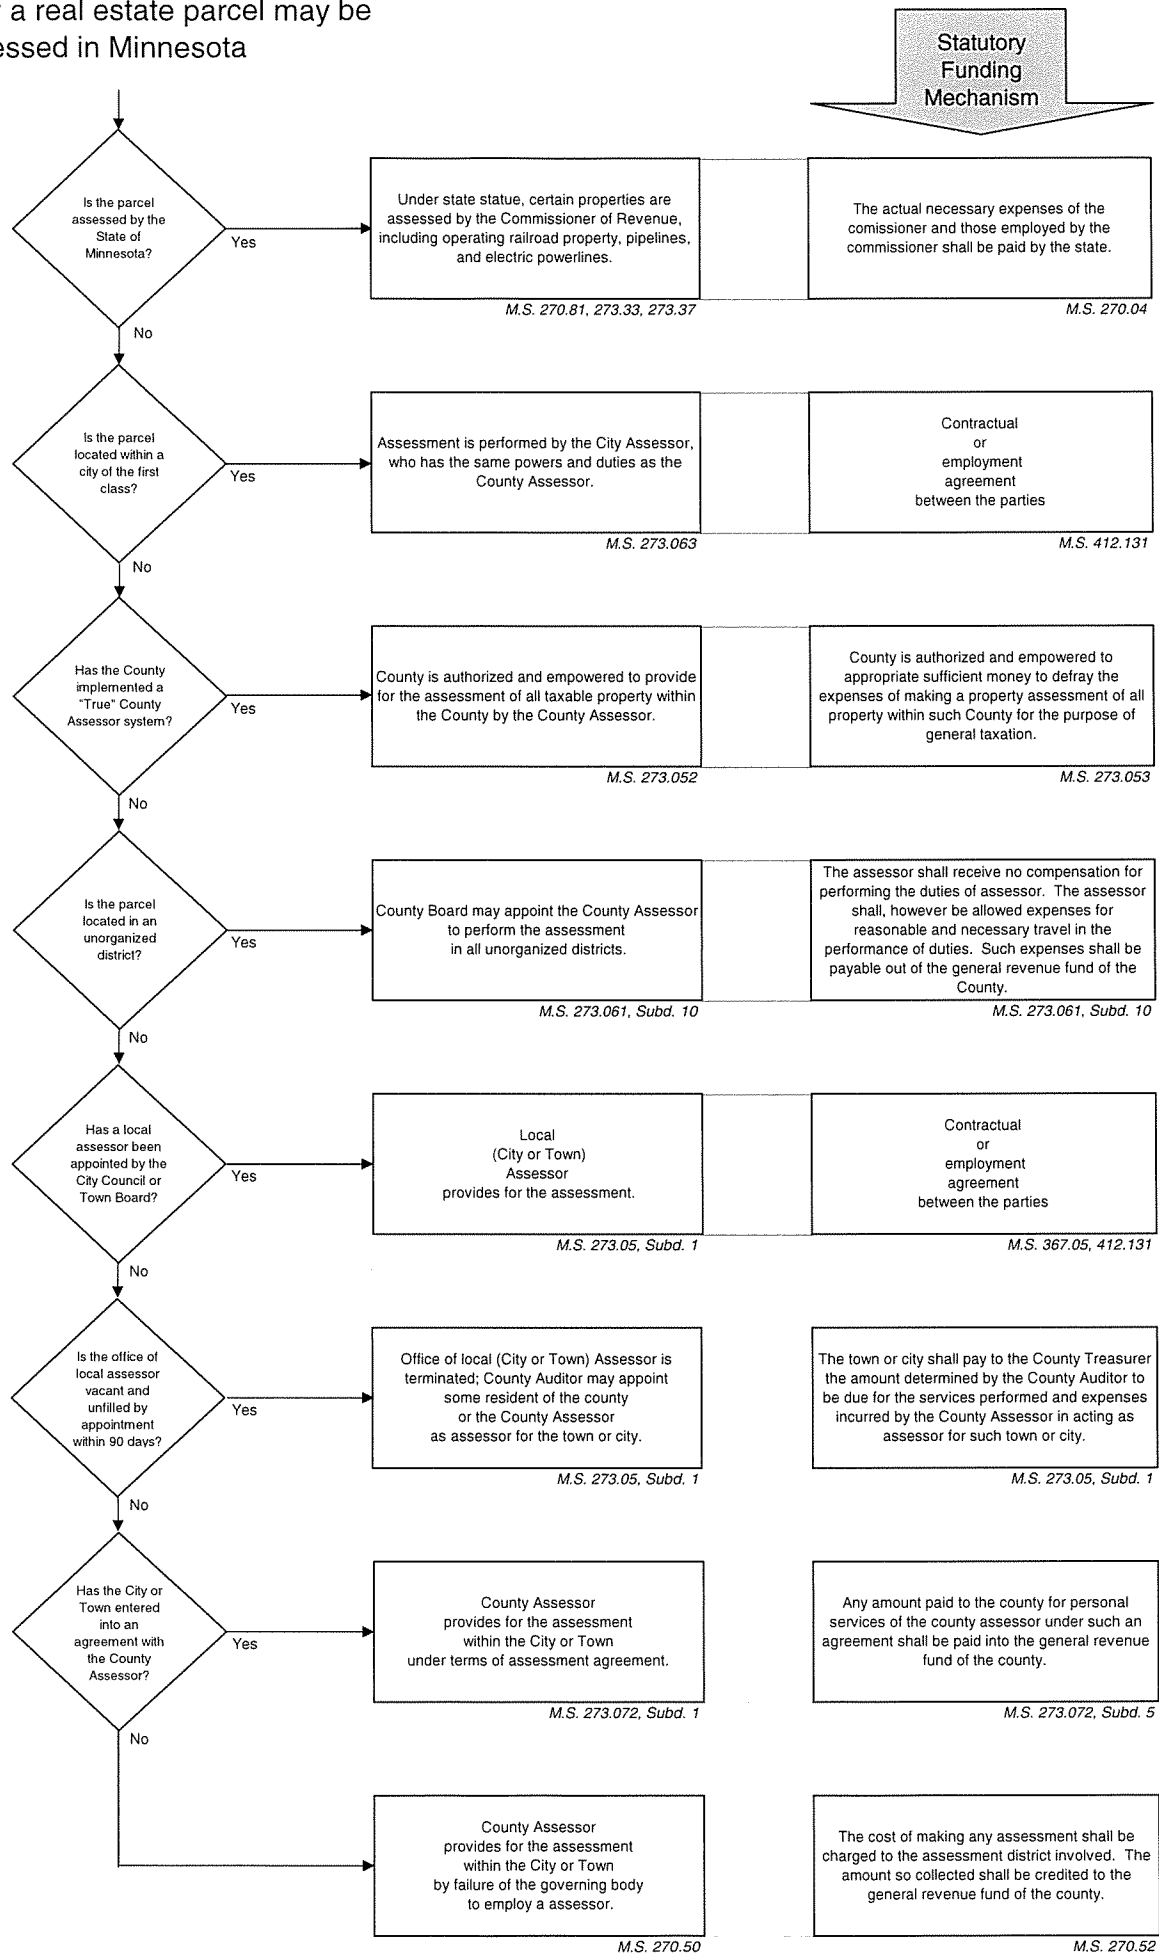 a real estate parcel may be
essed in Minnesota
Statutory
Funding
Mechanism
Is the parcel
assessed by the
State of
Minnesota?
Yes
No
Under state statue, certain properties are
assessed by the Commissioner of Revenue,
including operating railroad property, pipelines,
and electric powerlines.
M.S. 270.81, 273.33, 273.37
The actual necessary expenses of the
comissioner and those employed by the
commissioner shall be paid by the state.
M.S. 270.04
Is the parcel
located within a
city of the first
class?
Yes
No
Assessment is performed by the City Assessor,
who has the same powers and duties as the
County Assessor.
M.S. 273.063
Contractual
or
employment
agreement
between the parties
M.S. 412.131
Has the County
implemented a
"True" County
Assessor system?
Yes
No
County is authorized and empowered to provide
for the assessment of all taxable property within
the County by the County Assessor.
M.S. 273.052
County is authorized and empowered to
appropriate sufficient money to defray the
expenses of making a property assessment of all
property within such County for the purpose of
general taxation.
M.S. 273.053
Is the parcel
located in an
unorganized
district?
Yes
No
County Board may appoint the County Assessor
to perform the assessment
in all unorganized districts.
M.S. 273.061, Subd. 10
The assessor shall receive no compensation for
performing the duties of assessor. The assessor
shall, however be allowed expenses for
reasonable and necessary travel in the
performance of duties. Such expenses shall be
payable out of the general revenue fund of the
County.
M.S. 273.061, Subd. 10
Has a local
assessor been
appointed by the
City Council or
Town Board?
Yes
No
Local
(City or Town)
Assessor
provides for the assessment.
M.S. 273.05, Subd. 1
Contractual
or
employment
agreement
between the parties
M.S. 367.05, 412.131
Is the office of
local assessor
vacant and
unfilled by
appointment
within 90 days?
Yes
No
Office of local (City or Town) Assessor is
terminated; County Auditor may appoint
some resident of the county
or the County Assessor
as assessor for the town or city.
M.S. 273.05, Subd. 1
The town or city shall pay to the County Treasurer
the amount determined by the County Auditor to
be due for the services performed and expenses
incurred by the County Assessor in acting as
assessor for such town or city.
M.S. 273.05, Subd. 1
Has the City or
Town entered
into an
agreement with
the County
Assessor?
Yes
No
County Assessor
provides for the assessment
within the City or Town
under terms of assessment agreement.
M.S. 273.072, Subd. 1
Any amount paid to the county for personal
services of the county assessor under such an
agreement shall be paid into the general revenue
fund of the county.
M.S. 273.072, Subd. 5
County Assessor
provides for the assessment
within the City or Town
by failure of the governing body
to employ a assessor.
M.S. 270.50
The cost of making any assessment shall be
charged to the assessment district involved. The
amount so collected shall be credited to the
general revenue fund of the county.
M.S. 270.52